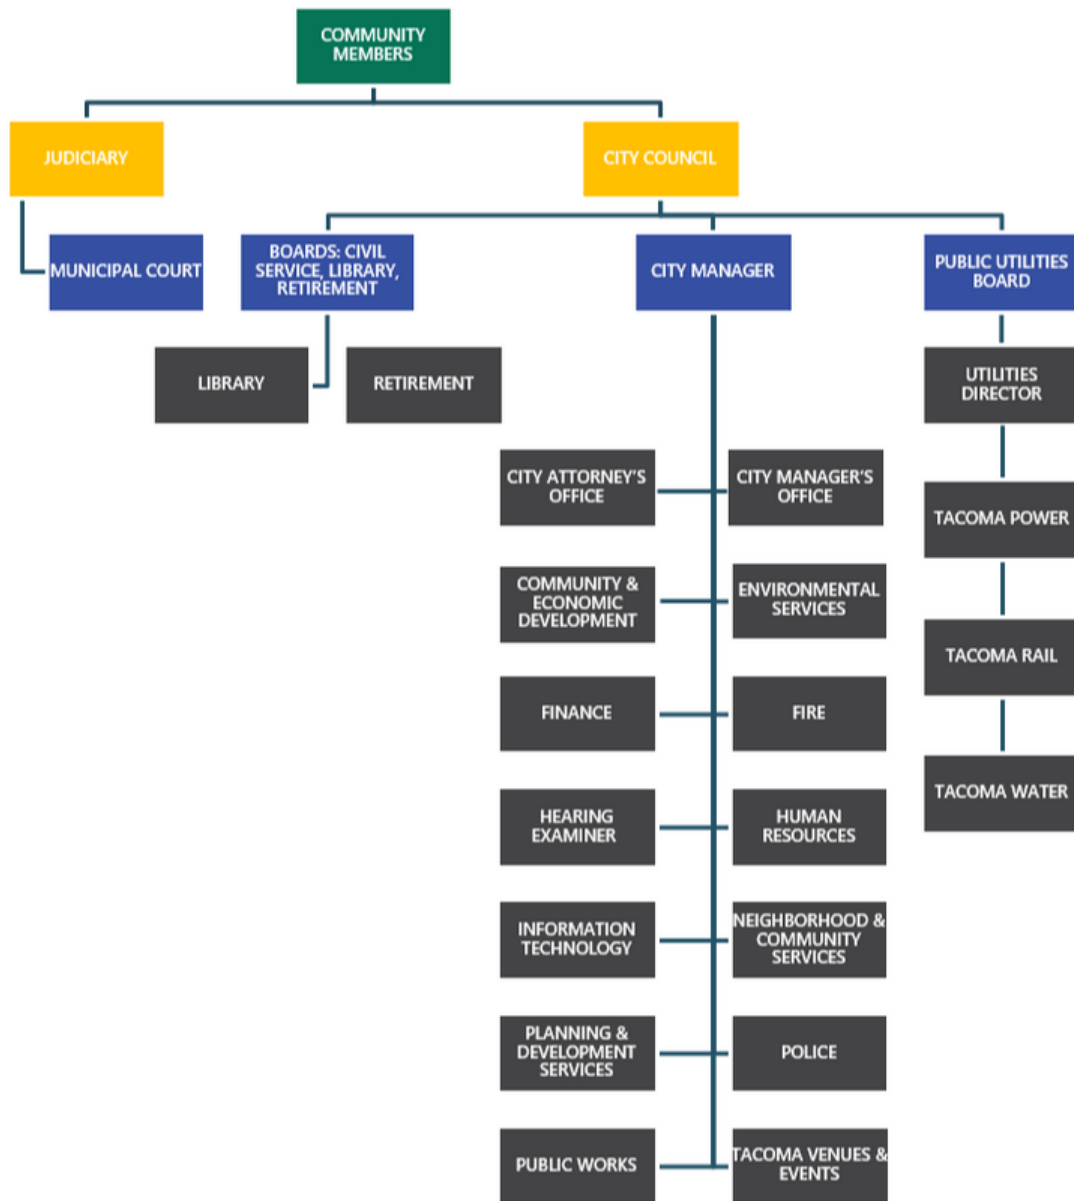 COMMUNITY
MEMBERS
JUDICIARY
CITY COUNCIL
MUNICIPAL COURT
BOARDS: CIVIL
SERVICE, LIBRARY,
RETIREMENT
CITY MANAGER
PUBLIC UTILITIES
BOARD
LIBRARY
RETIREMENT
UTILITIES
DIRECTOR
CITY ATTORNEY'S
OFFICE
CITY MANAGER'S
OFFICE
TACOMA POWER
COMMUNITY &
ECONOMIC
DEVELOPMENT
ENVIRONMENTAL
SERVICES
TACOMA RAIL
FINANCE
FIRE
TACOMA WATER
HEARING
EXAMINER
HUMAN
RESOURCES
INFORMATION
TECHNOLOGY
NEIGHBORHOOD &
COMMUNITY
SERVICES
PLANNING &
DEVELOPMENT
SERVICES
POLICE
PUBLIC WORKS
TACOMA VENUES &
EVENTS